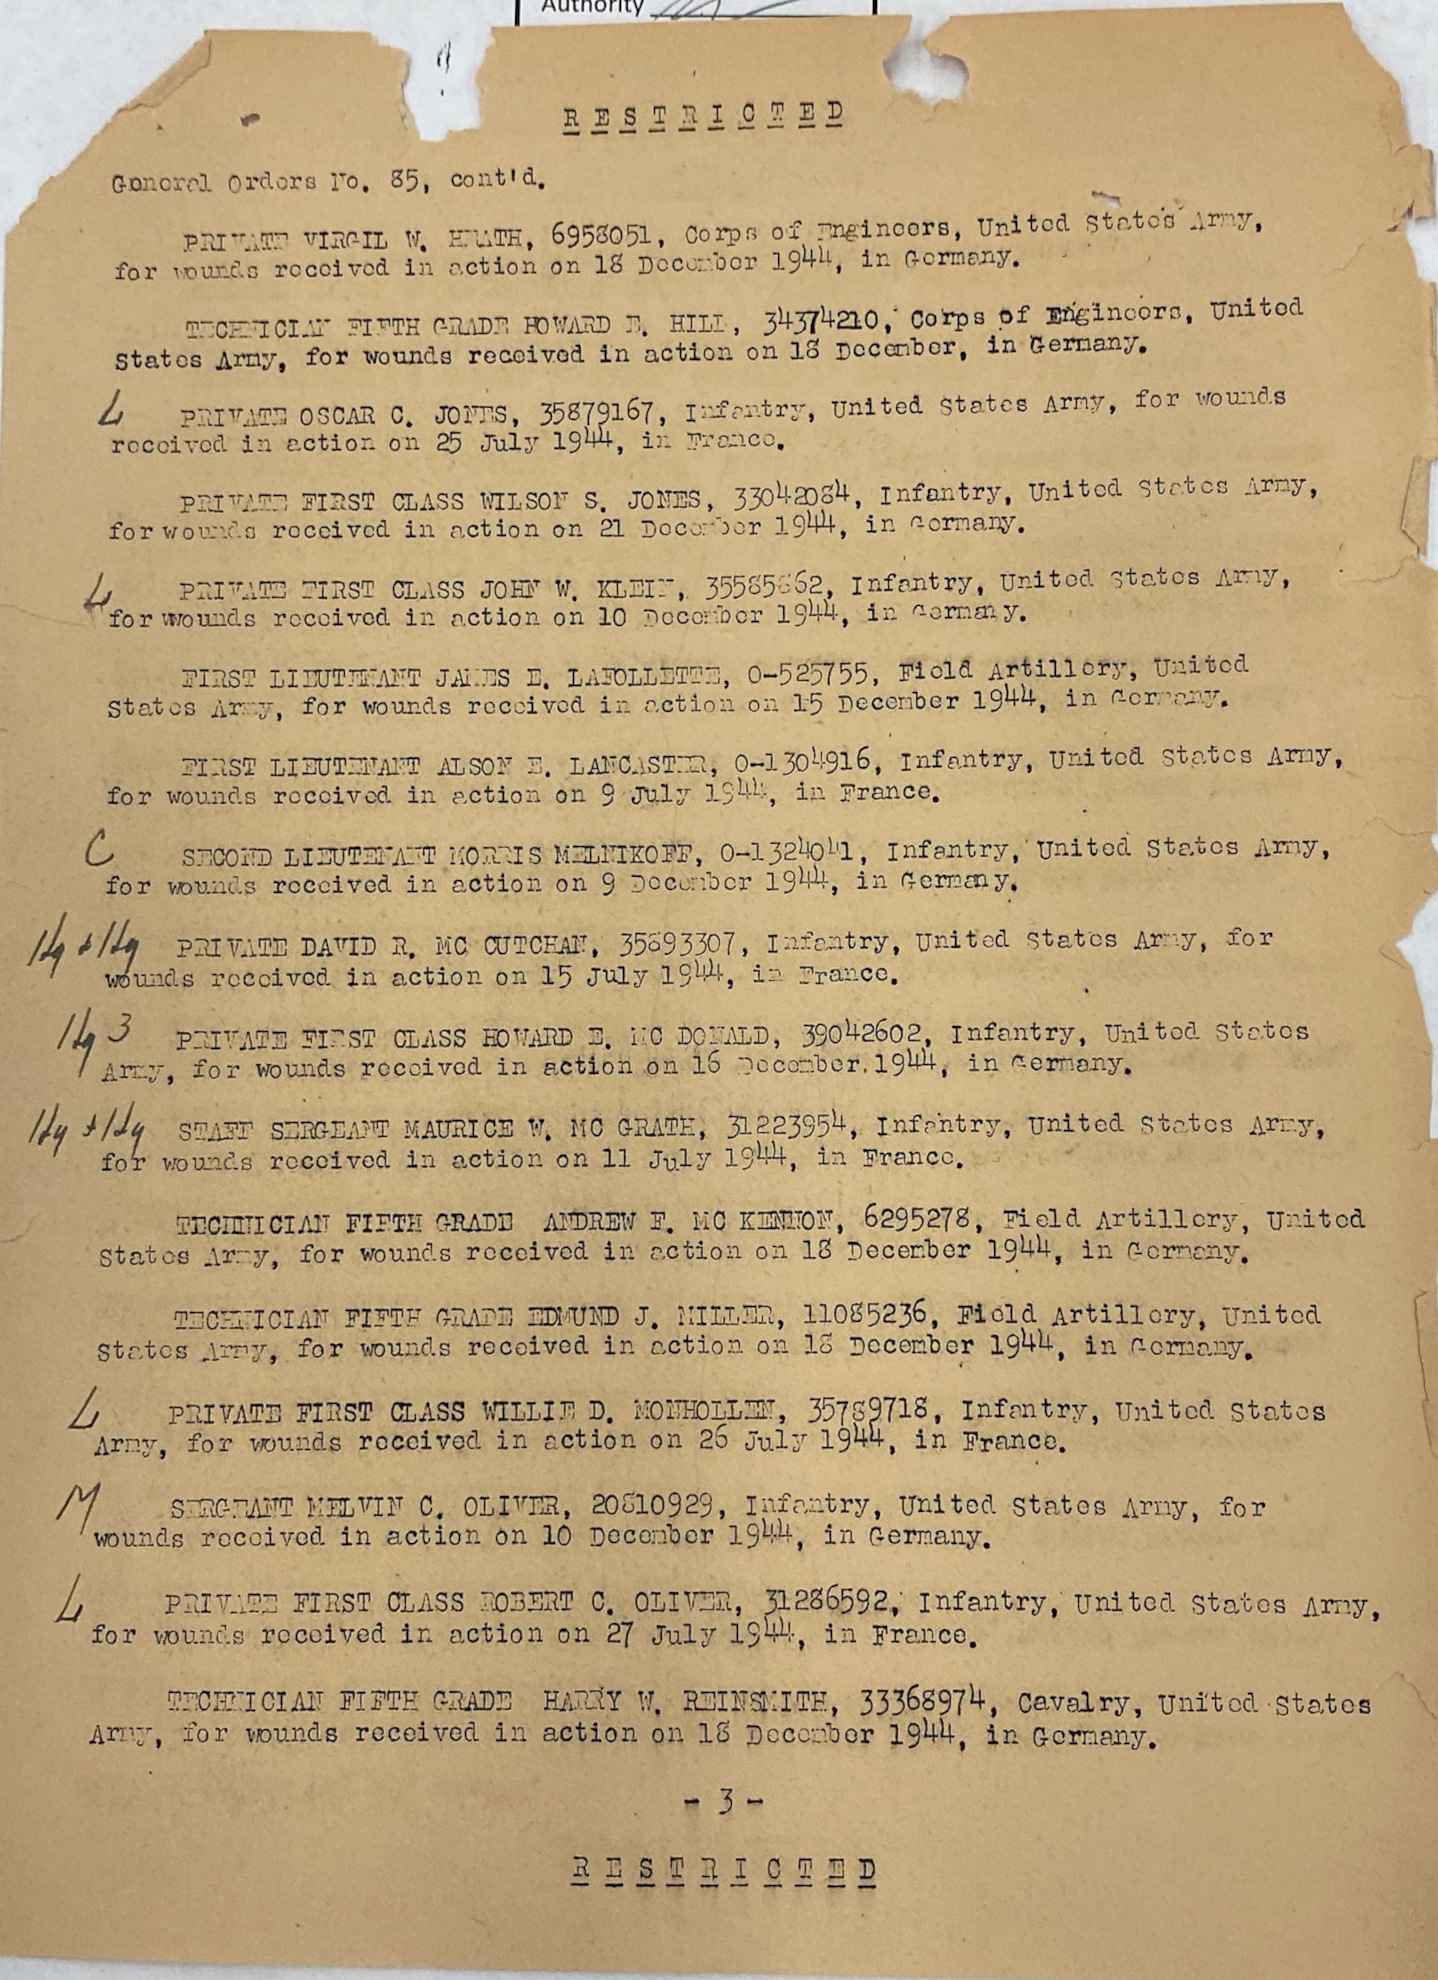 Authority
R E S T R I C T E D
General Orders No. 85, cont'd.
PRIVATE VIRGIL W. HEATH, 6958051, Corps of Engineers, United States Army,
for wounds received in action on 18 December 1944, in Germany.
TECHNICIAN FIFTH GRADE HOWARD E. HILL, 34374210, Corps of Engineers, United
States Army, for wounds received in action on 18 December, in Germany.
L PRIVATE OSCAR C. JONES, 35879167, Infantry, United States Army, for wounds
received in action on 25 July 1944, in France.
PRIVATE FIRST CLASS WILSON S. JONES, 33042084, Infantry, United States Army,
for wounds received in action on 21 December 1944, in Germany.
L PRIVATE FIRST CLASS JOHN W. KLEIN, 35585862, Infantry, United States Army,
for wounds received in action on 10 December 1944, in Germany.
FIRST LIEUTENANT JAMES E. LAFOLLETTE, O-525755, Field Artillery, United
States Army, for wounds received in action on 15 December 1944, in Germany.
FIRST LIEUTENANT ALSON E. LANCASTER, O-1304916, Infantry, United States Army,
for wounds received in action on 9 July 1944, in France.
C SECOND LIEUTENANT MORRIS MELNIKOFF, O-1324041, Infantry, United States Army,
for wounds received in action on 9 December 1944, in Germany.
Hq + Hq PRIVATE DAVID R. MC CUTCHAN, 35893307, Infantry, United States Army, for
wounds received in action on 15 July 1944, in France.
Hq 3 PRIVATE FIRST CLASS HOWARD E. MC DONALD, 39042602, Infantry, United States
Army, for wounds received in action on 16 December 1944, in Germany.
Hq + Hq STAFF SERGEANT MAURICE W. MC GRATH, 31223954, Infantry, United States Army,
for wounds received in action on 11 July 1944, in France.
TECHNICIAN FIFTH GRADE ANDREW F. MC KENNON, 6295278, Field Artillery, United
States Army, for wounds received in action on 18 December 1944, in Germany.
TECHNICIAN FIFTH GRADE EDMUND J. MILLER, 11085236, Field Artillery, United
States Army, for wounds received in action on 18 December 1944, in Germany.
L PRIVATE FIRST CLASS WILLIE D. MONHOLLEN, 35789718, Infantry, United States
Army, for wounds received in action on 26 July 1944, in France.
M SERGEANT MELVIN C. OLIVER, 20810929, Infantry, United States Army, for
wounds received in action on 10 December 1944, in Germany.
L PRIVATE FIRST CLASS ROBERT C. OLIVER, 31286592, Infantry, United States Army,
for wounds received in action on 27 July 1944, in France.
TECHNICIAN FIFTH GRADE HARRY W. REINSMITH, 33368974, Cavalry, United States
Army, for wounds received in action on 18 December 1944, in Germany.
- 3 -
R E S T R I C T E D